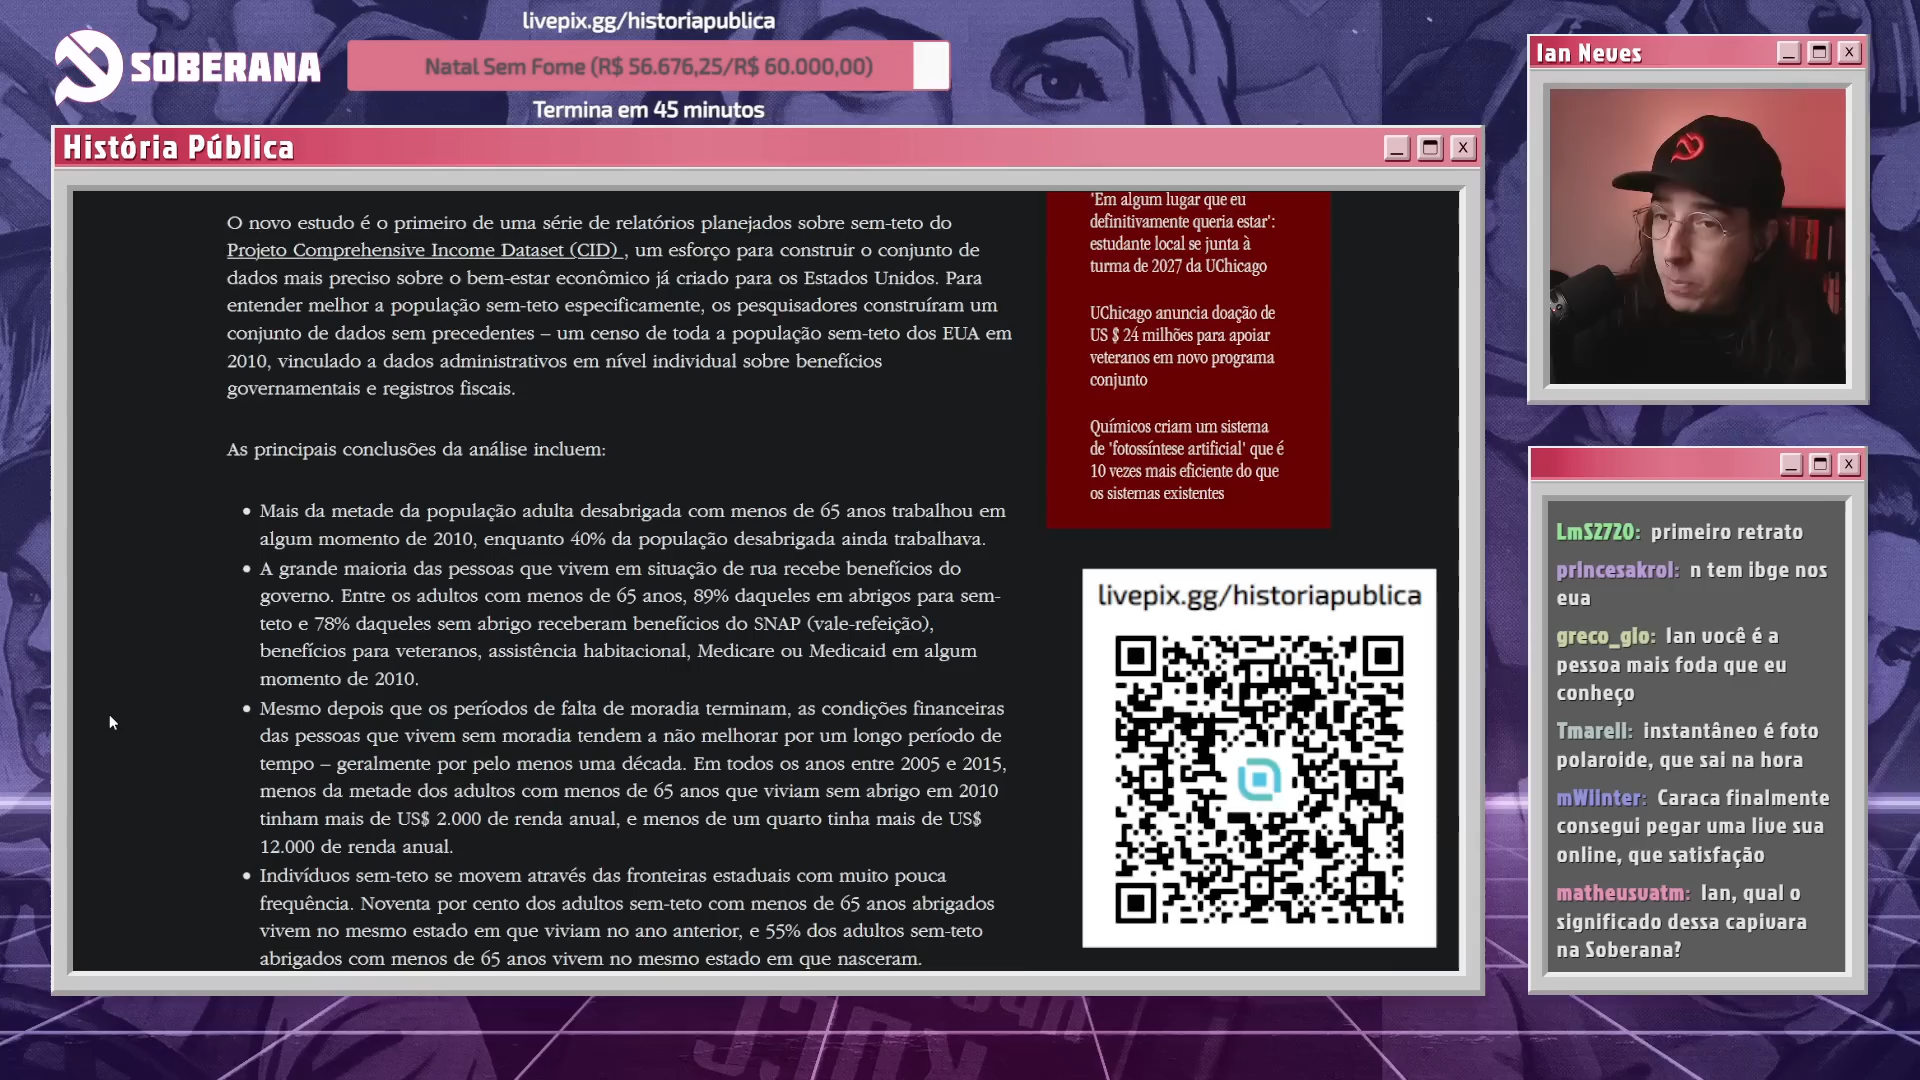 livepix.gg/historiapublica
SOBERANA
Natal Sem Fome (R$ 56.676,25/R$ 60.000,00)
Termina em 45 minutos
História Pública
O novo estudo é o primeiro de uma série de relatórios planejados sobre sem-teto do
Projeto Comprehensive Income Dataset (CID) , um esforço para construir o conjunto de
dados mais preciso sobre o bem-estar econômico já criado para os Estados Unidos. Para
entender melhor a população sem-teto especificamente, os pesquisadores construíram um
conjunto de dados sem precedentes – um censo de toda a população sem-teto dos EUA em
2010, vinculado a dados administrativos em nível individual sobre benefícios
governamentais e registros fiscais.
As principais conclusões da análise incluem:
• Mais da metade da população adulta desabrigada com menos de 65 anos trabalhou em
algum momento de 2010, enquanto 40% da população desabrigada ainda trabalhava.
• A grande maioria das pessoas que vivem em situação de rua recebe benefícios do
governo. Entre os adultos com menos de 65 anos, 89% daqueles em abrigos para sem-
teto e 78% daqueles sem abrigo receberam benefícios do SNAP (vale-refeição),
benefícios para veteranos, assistência habitacional, Medicare ou Medicaid em algum
momento de 2010.
• Mesmo depois que os períodos de falta de moradia terminam, as condições financeiras
das pessoas que vivem sem moradia tendem a não melhorar por um longo período de
tempo – geralmente por pelo menos uma década. Em todos os anos entre 2005 e 2015,
menos da metade dos adultos com menos de 65 anos que viviam sem abrigo em 2010
tinham mais de US$ 2.000 de renda anual, e menos de um quarto tinha mais de US$
12.000 de renda anual.
• Indivíduos sem-teto se movem através das fronteiras estaduais com muito pouca
frequência. Noventa por cento dos adultos sem-teto com menos de 65 anos abrigados
vivem no mesmo estado em que viviam no ano anterior, e 55% dos adultos sem-teto
abrigados com menos de 65 anos vivem no mesmo estado em que nasceram.
'Em algum lugar que eu
definitivamente queria estar':
estudante local se junta à
turma de 2027 da UChicago
UChicago anuncia doação de
US $ 24 milhões para apoiar
veteranos em novo programa
conjunto
Químicos criam um sistema
de 'fotossíntese artificial' que é
10 vezes mais eficiente do que
os sistemas existentes
livepix.gg/historiapublica
Ian Neves
LmS2720: primeiro retrato
princesakrol: n tem ibge nos
eua
greco_glo: Ian você é a
pessoa mais foda que eu
conheço
Tmarell: instantâneo é foto
polaroide, que sai na hora
mWiinter: Caraca finalmente
consegui pegar uma live sua
online, que satisfação
matheusvatm: Ian, qual o
significado dessa capivara
na Soberana?